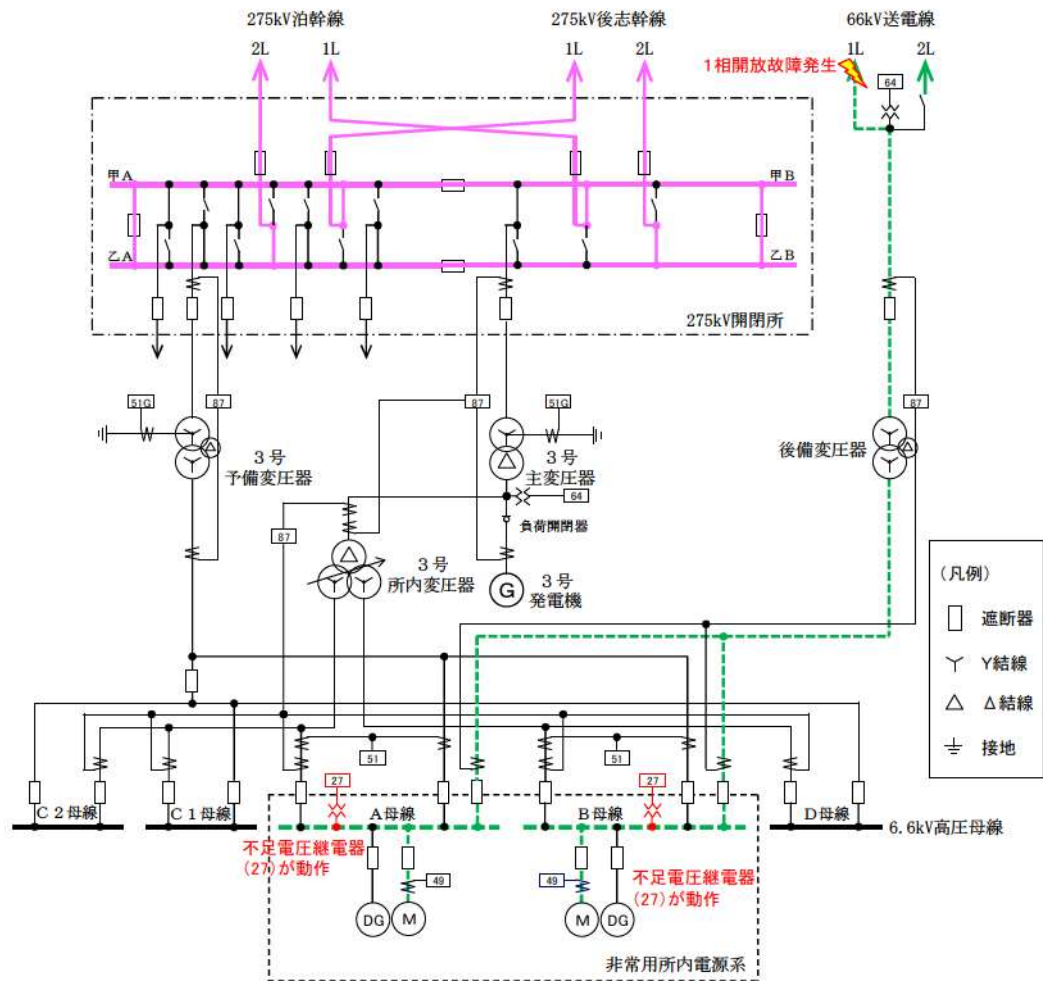 275kV泊幹線
275kV後志幹線
66kV送電線
2L
1L
1L
2L
1L
2L
1相開放故障発生
64
甲A
甲B
乙A
乙B
275kV開閉所
51G
87
87
51G
87
3号
予備変圧器
3号
主変圧器
後備変圧器
64
87
負荷開閉器
3号
所内変圧器
G
3号
発電機
(凡例)
遮断器
Y結線
Δ結線
接地
51
51
27
27
C2母線
C1母線
A母線
B母線
D母線
6.6kV高圧母線
不足電圧継電器
(27)が動作
不足電圧継電器
(27)が動作
49
49
DG
M
M
DG
非常用所内電源系